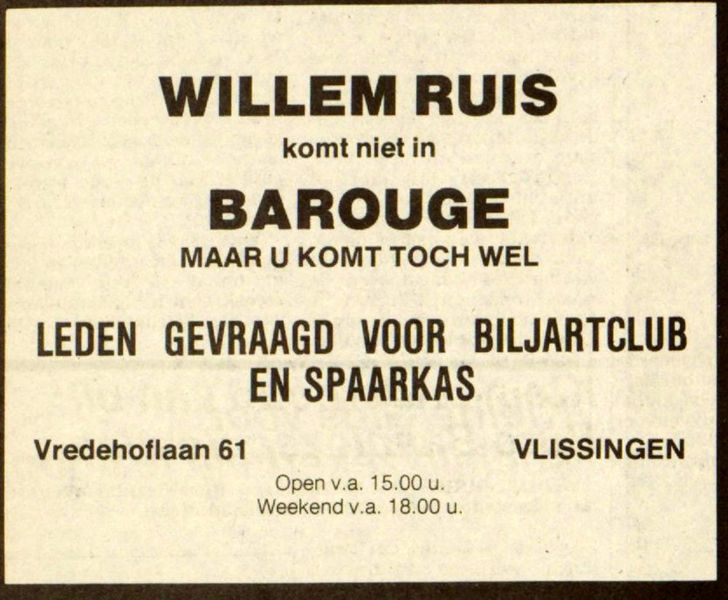 WILLEM RUIS
komt niet in
BAROUGE
MAAR U KOMT TOCH WEL
LEDEN GEVRAAGD VOOR BILJARTCLUB
EN SPAARKAS
Vredehoflaan 61 VLISSINGEN
Open v.a. 15.00 u.
Weekend v.a. 18.00 u.